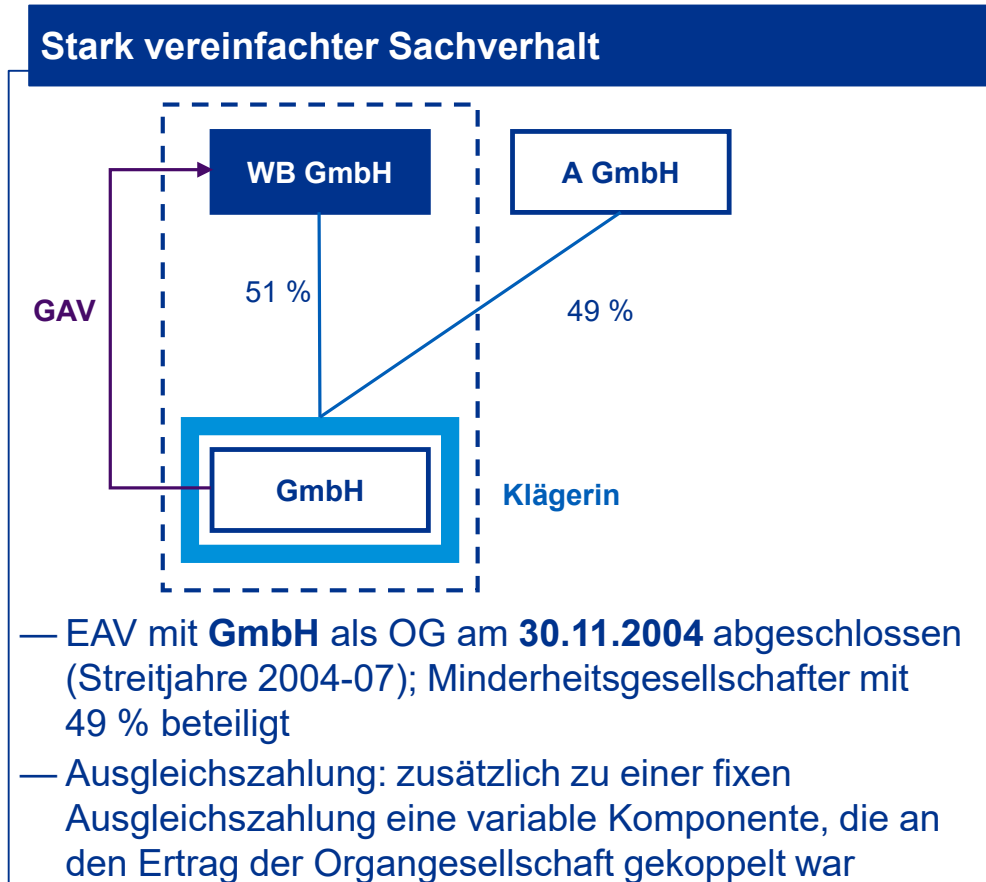 Stark vereinfachter Sachverhalt
WB GmbH
A GmbH
51 %
GAV
49 %
GmbH
Klägerin
— EAV mit GmbH als OG am 30.11.2004 abgeschlossen
(Streitjahre 2004-07); Minderheitsgesellschafter mit
49 % beteiligt
— Ausgleichszahlung: zusätzlich zu einer fixen
Ausgleichszahlung eine variable Komponente, die an
den Ertrag der Organgesellschaft gekoppelt war